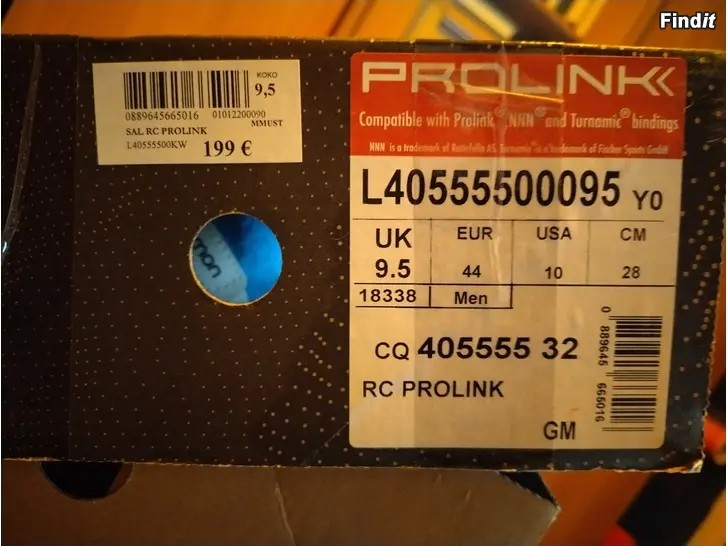 Findit
KOKO
9,5
0889645665016 01012200090
MMUST
SAL RC PROLINK
L40555500KW 199 €
mon
PROLINK
Compatible with Prolink®, NNN® and Turnamic® bindings
NNN is a trademark of Rottefella AS. Turnamic is a trademark of Fischer Sports GmbH
L40555500095 Y0
UK EUR USA CM
9.5 44 10 28
18338 Men
CQ 405555 32
RC PROLINK
GM
0 889645 665016